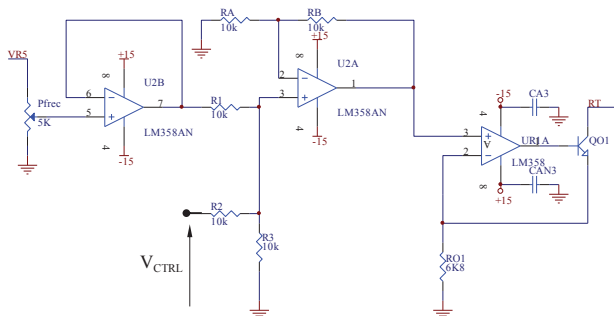 RA
10k
RB
10k
+15
8
U2A
2
3
1
4
LM358AN
-15
VR5
+15
8
U2B
6
5
7
4
LM358AN
-15
Pfrec
5K
R1
10k
R2
10k
R3
10k
VCTRL
-15
CA3
RT
4
3
2
V
UR1A
1
LM358
QO1
8
CAN3
+15
RO1
6K8